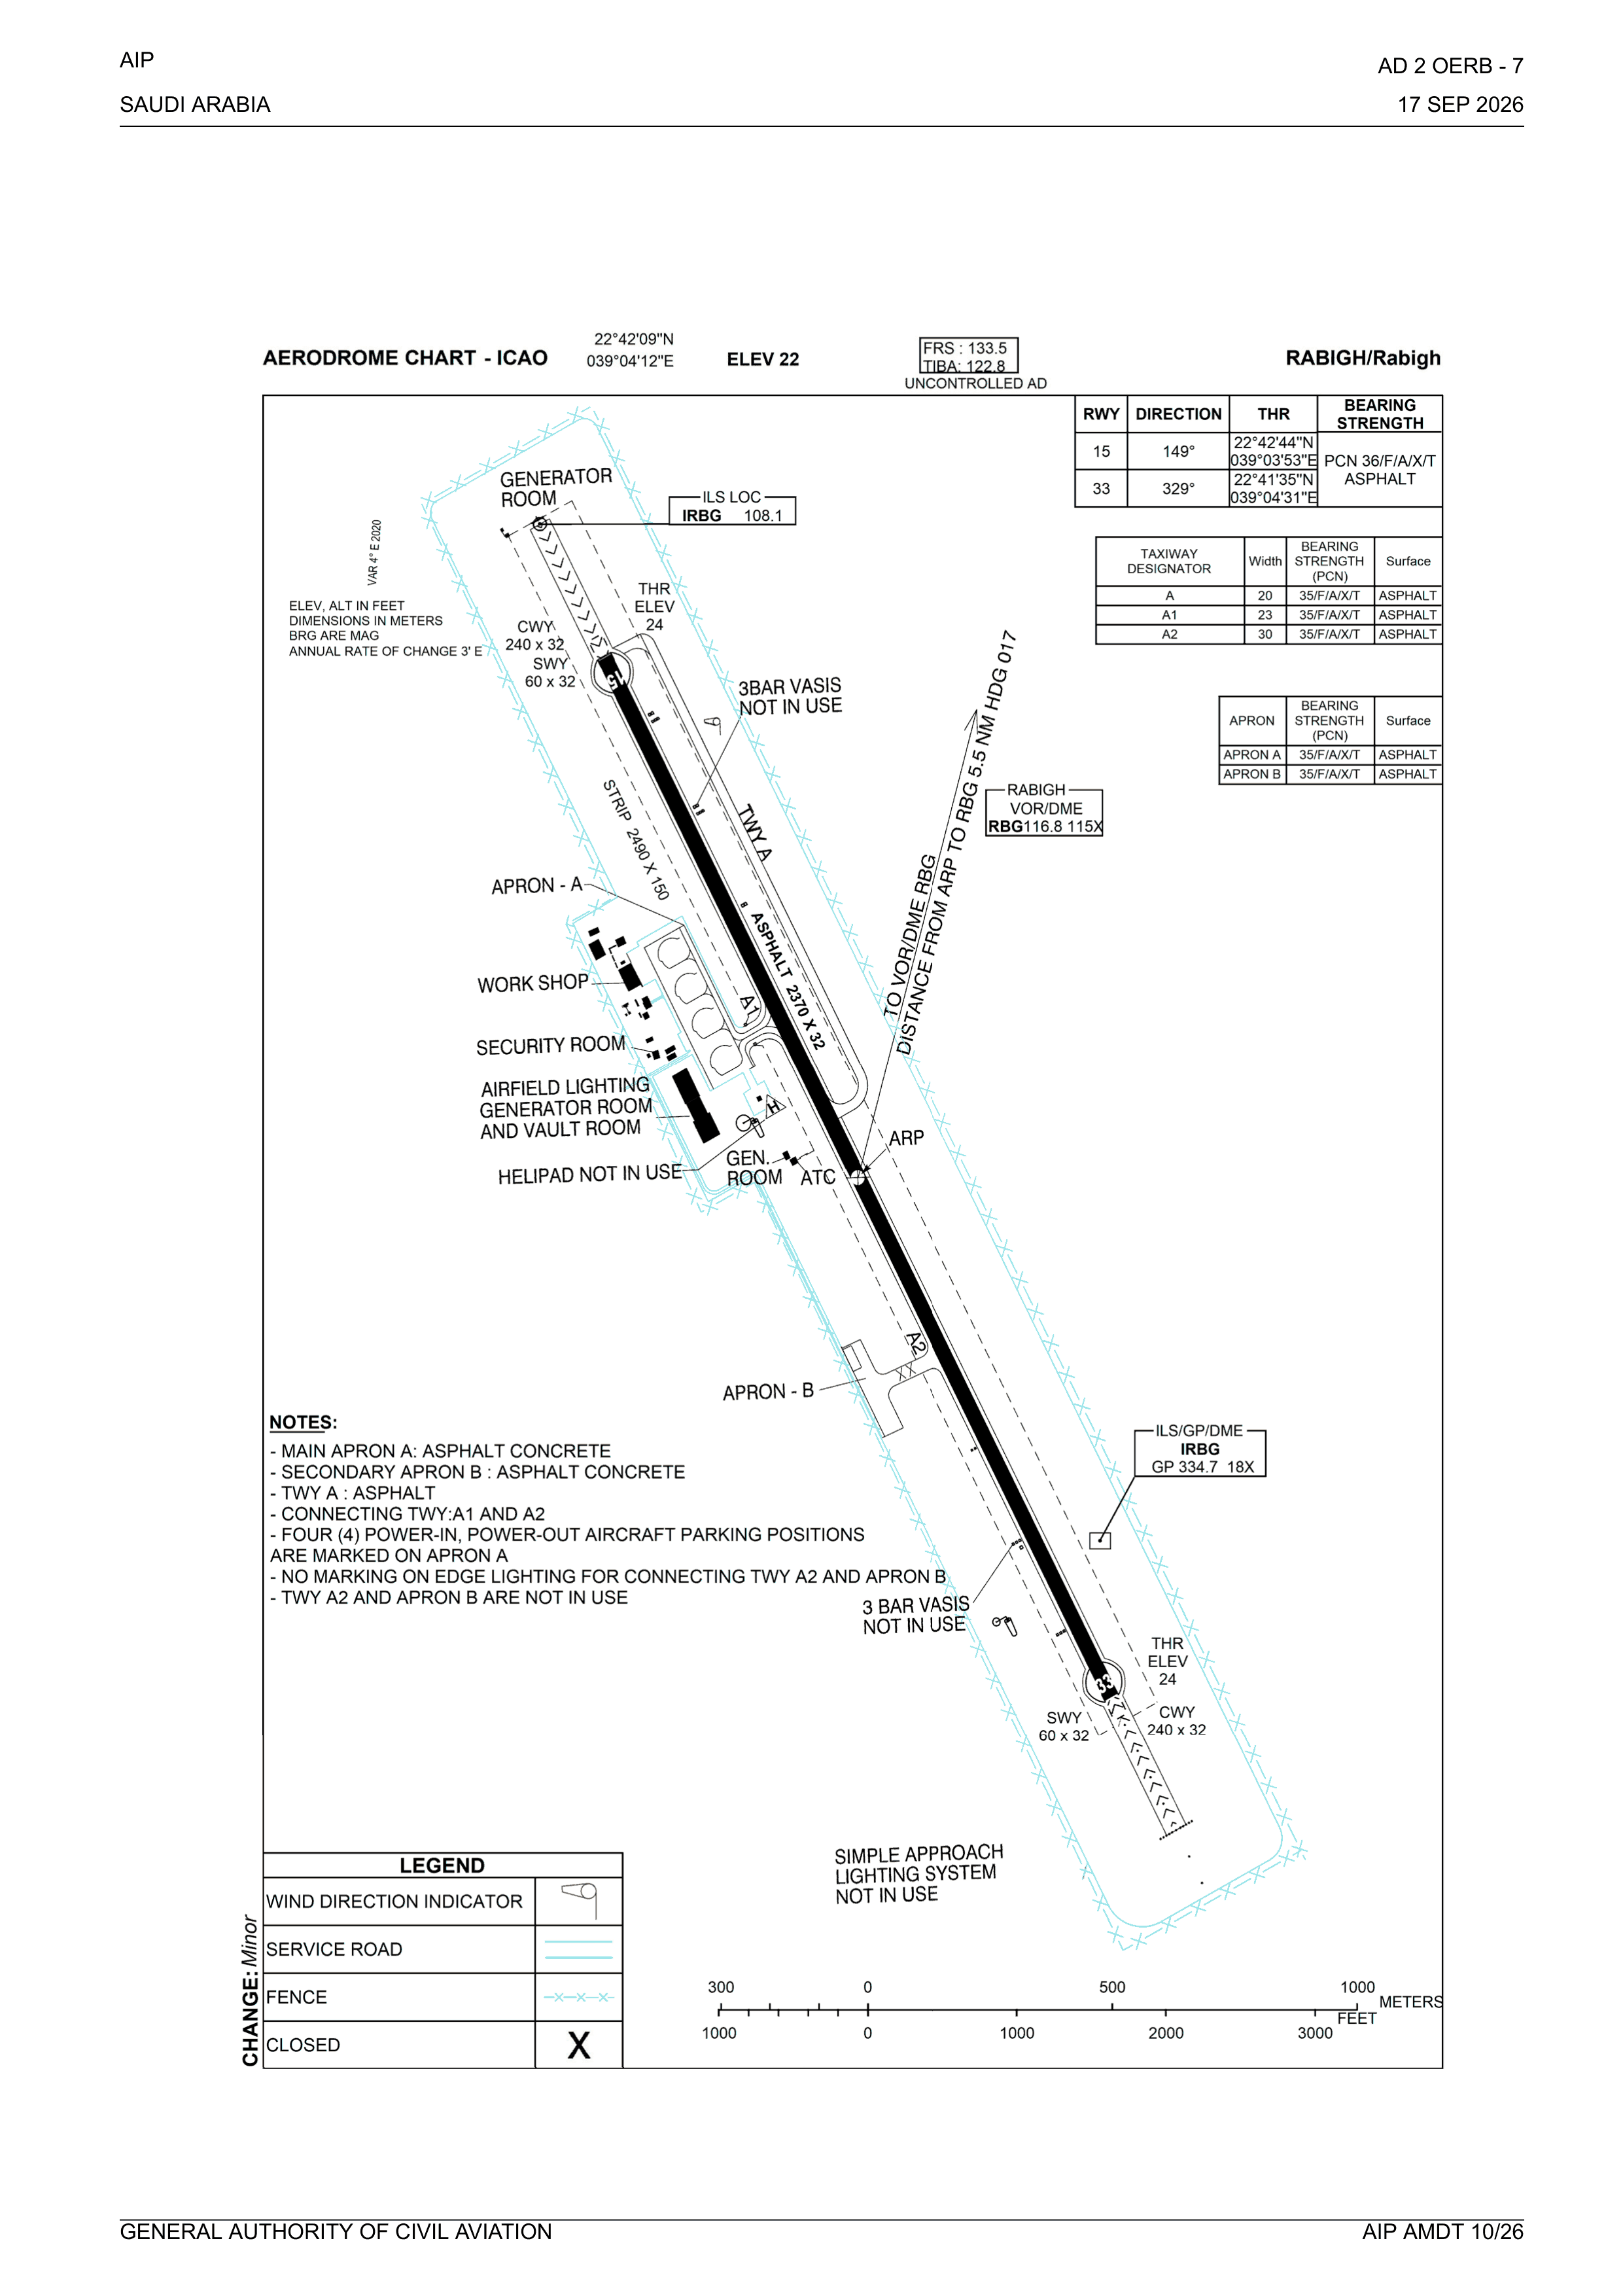 AIP
AD 2 OERB - 7
SAUDI ARABIA
17 SEP 2026
AERODROME CHART - ICAO
22°42'09"N
039°04'12"E
ELEV 22
FRS : 133.5
TIBA: 122.8
UNCONTROLLED AD
RABIGH/Rabigh
RWY DIRECTION THR BEARING STRENGTH
15 149° 22°42'44"N 039°03'53"E PCN 36/F/A/X/T ASPHALT
33 329° 22°41'35"N 039°04'31"E
TAXIWAY DESIGNATOR Width BEARING STRENGTH (PCN) Surface
A 20 35/F/A/X/T ASPHALT
A1 23 35/F/A/X/T ASPHALT
A2 30 35/F/A/X/T ASPHALT
APRON BEARING STRENGTH (PCN) Surface
APRON A 35/F/A/X/T ASPHALT
APRON B 35/F/A/X/T ASPHALT
GENERATOR
ROOM
ILS LOC
IRBG 108.1
VAR 4° E 2020
ELEV, ALT IN FEET
DIMENSIONS IN METERS
BRG ARE MAG
ANNUAL RATE OF CHANGE 3' E
THR
ELEV
24
CWY
240 x 32
SWY
60 x 32
15
3BAR VASIS
NOT IN USE
STRIP 2490 X 150
TWY A
ASPHALT 2370 X 32
TO VOR/DME RBG
DISTANCE FROM ARP TO RBG 5.5 NM HDG 017
RABIGH
VOR/DME
RBG116.8 115X
APRON - A
WORK SHOP
A1
SECURITY ROOM
AIRFIELD LIGHTING
GENERATOR ROOM
AND VAULT ROOM
H
HELIPAD NOT IN USE
GEN.
ROOM
ATC
ARP
A2
APRON - B
ILS/GP/DME
IRBG
GP 334.7 18X
NOTES:
- MAIN APRON A: ASPHALT CONCRETE
- SECONDARY APRON B : ASPHALT CONCRETE
- TWY A : ASPHALT
- CONNECTING TWY:A1 AND A2
- FOUR (4) POWER-IN, POWER-OUT AIRCRAFT PARKING POSITIONS
ARE MARKED ON APRON A
- NO MARKING ON EDGE LIGHTING FOR CONNECTING TWY A2 AND APRON B
- TWY A2 AND APRON B ARE NOT IN USE
3 BAR VASIS
NOT IN USE
THR
ELEV
24
33
SWY
60 x 32
CWY
240 x 32
SIMPLE APPROACH
LIGHTING SYSTEM
NOT IN USE
LEGEND
WIND DIRECTION INDICATOR
SERVICE ROAD
FENCE
CLOSED X
CHANGE: Minor
300 0 500 1000
METERS
FEET
1000 0 1000 2000 3000
GENERAL AUTHORITY OF CIVIL AVIATION
AIP AMDT 10/26